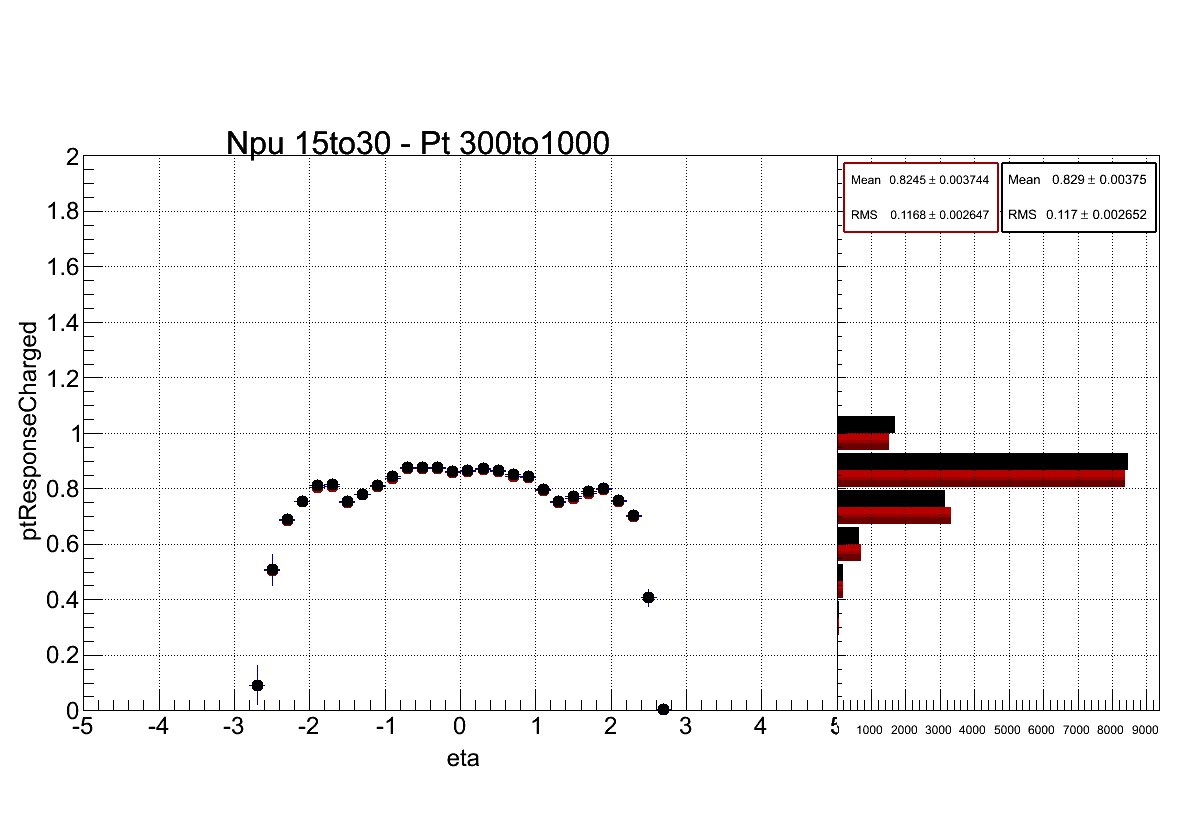 Npu 15to30 - Pt 300to1000
Mean 0.8245 ± 0.003744
RMS 0.1168 ± 0.002647
Mean 0.829 ± 0.00375
RMS 0.117 ± 0.002652
ptResponseCharged
2
1.8
1.6
1.4
1.2
1
0.8
0.6
0.4
0.2
0
-5 -4 -3 -2 -1 0 1 2 3 4
1000 2000 3000 4000 5000 6000 7000 8000 9000
eta